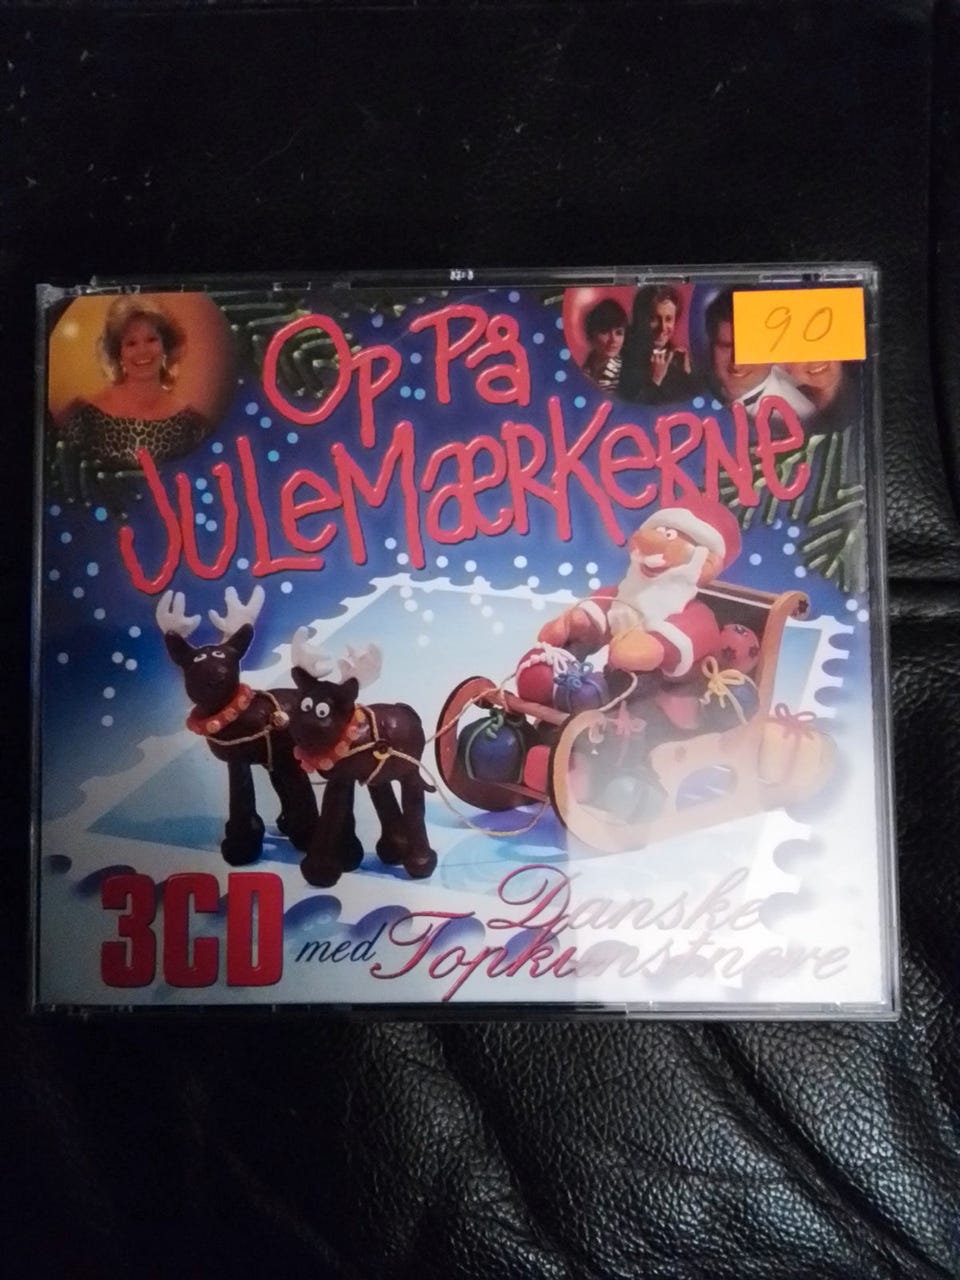 90
Op På
JULeMÆRKeRNe
3CD
med Danske
Topkunstnere